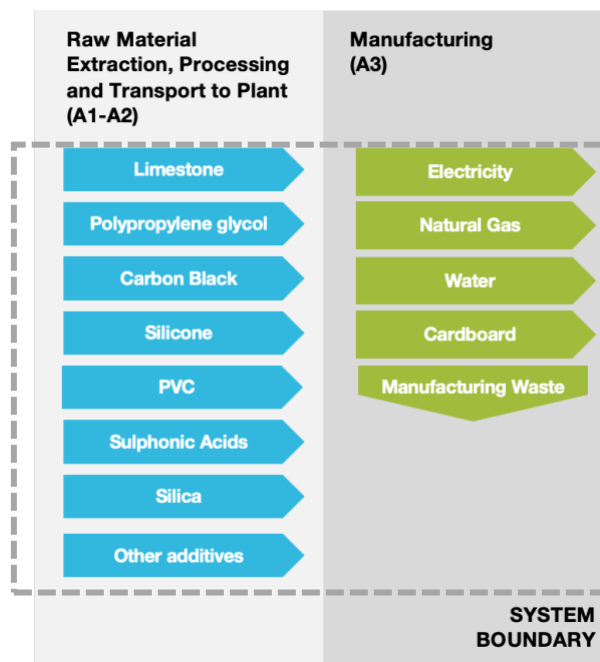 Raw Material
Extraction, Processing
and Transport to Plant
(A1-A2)
Limestone
Polypropylene glycol
Carbon Black
Silicone
PVC
Sulphonic Acids
Silica
Other additives
Manufacturing
(A3)
Electricity
Natural Gas
Water
Cardboard
Manufacturing Waste
SYSTEM
BOUNDARY